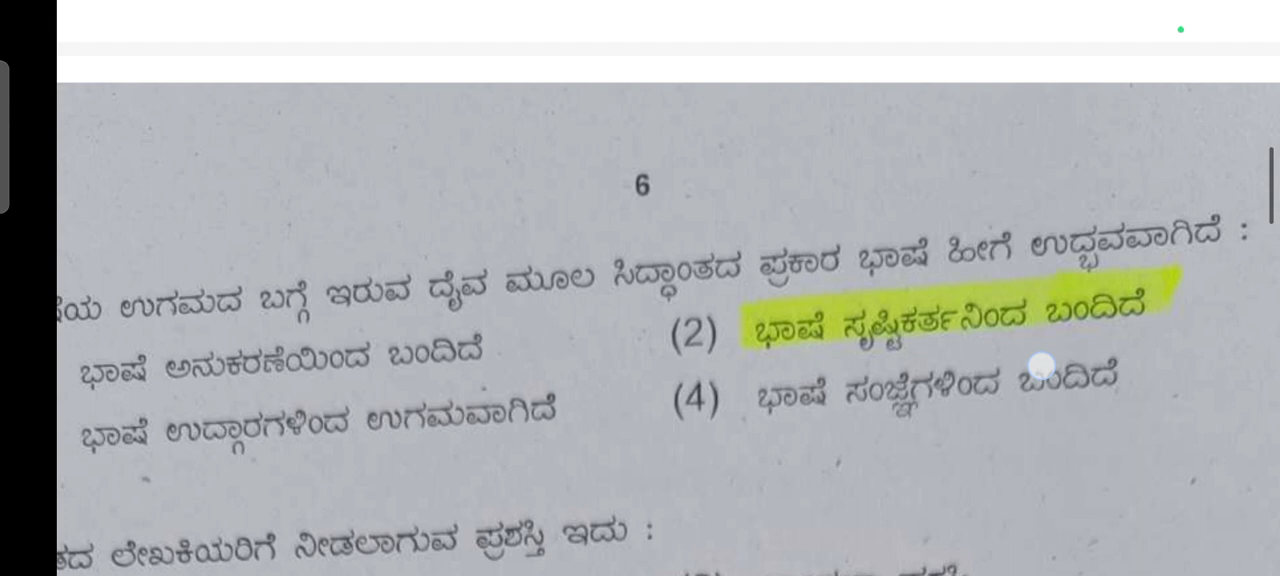 6
ಉಗಮದ ಬಗ್ಗೆ ಇರುವ ದೈವ ಮೂಲ ಸಿದ್ಧಾಂತದ ಪ್ರಕಾರ ಭಾಷೆ ಹೀಗೆ ಉದ್ಭವವಾಗಿದೆ :
ಭಾಷೆ ಅನುಕರಣೆಯಿಂದ ಬಂದಿದೆ (2) ಭಾಷೆ ಸೃಷ್ಟಿಕರ್ತನಿಂದ ಬಂದಿದೆ
ಭಾಷೆ ಉದ್ಗಾರಗಳಿಂದ ಉಗಮವಾಗಿದೆ (4) ಭಾಷೆ ಸಂಜ್ಞೆಗಳಿಂದ ಬಂದಿದೆ
ಲೇಖಕಿಯರಿಗೆ ನೀಡಲಾಗುವ ಪ್ರಶಸ್ತಿ ಇದು :